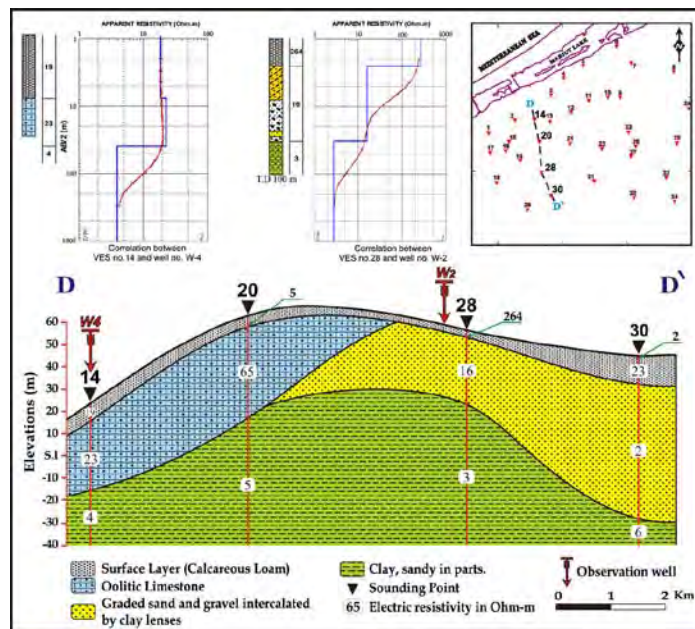 APPARENT RESISTIVITY (Ohm-m)
1 10 100
1
10
100
1000
AB/2 (m)
19
23
4
Correlation between
VES no.14 and well no. W-4
APPARENT RESISTIVITY (Ohm-m)
1 10 100 1000
264
16
3
T.D 100 m
Correlation between
VES no.28 and well no. W-2
MEDITERRANEAN SEA
MARIUT LAKE
N
D
14
20
28
30
D'
D
D'
W4
14
20
5
W2
28
264
30
2
Elevations (m)
60
50
40
30
20
10
5.1
-10
-20
-30
-40
65
16
23
23
2
4
5
3
6
Surface Layer (Calcareous Loam)
Oolitic Limestone
Graded sand and gravel intercalated
by clay lenses
Clay, sandy in parts.
Sounding Point
65 Electric resistivity in Ohm-m
Observation well
0 1 2 Km